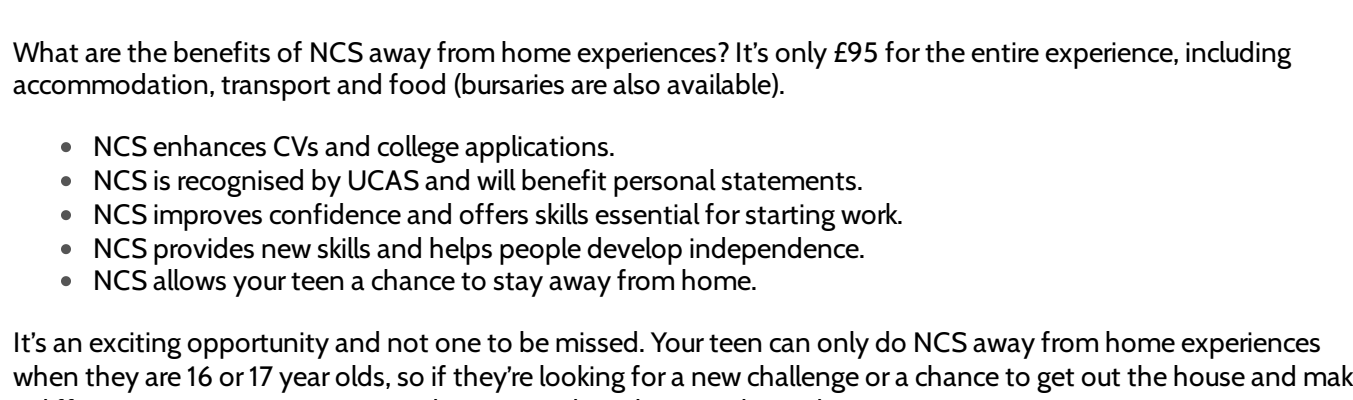 What are the benefits of NCS away from home experiences? It's only £95 for the entire experience, including
accommodation, transport and food (bursaries are also available).
NCS enhances CVs and college applications.
NCS is recognised by UCAS and will benefit personal statements.
NCS improves confidence and offers skills essential for starting work.
NCS provides new skills and helps people develop independence.
NCS allows your teen a chance to stay away from home.
It's an exciting opportunity and not one to be missed. Your teen can only do NCS away from home experiences
when they are 16 or 17 year olds, so if they're looking for a new challenge or a chance to get out the house and mak